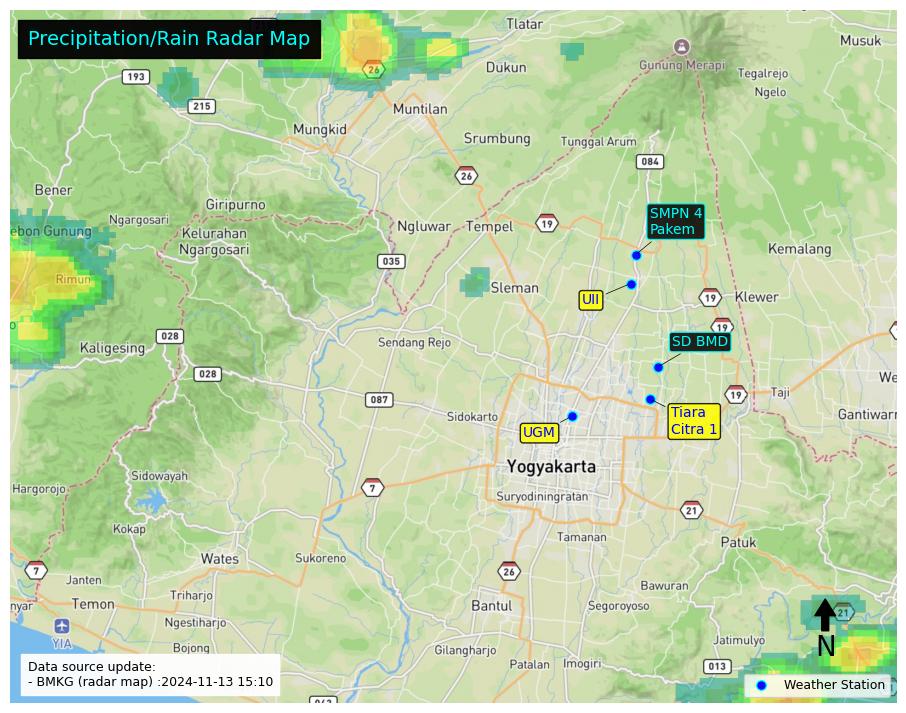 Precipitation/Rain Radar Map
Tlatar
Musuk
26
Dukun
Gunung Merapi
193
Tegalrejo
215
Ngelo
Muntilan
Mungkid
Srumbung
Tunggal Arum
084
26
Bener
Giripurno
SMPN 4
Pakem
Ngargosari
Ngluwar
Tempel
19
ebon Gunung
Kelurahan
Ngargosari
Kemalang
035
Rimun
Sleman
UII
19
Klewer
19
028
Sendang Rejo
SD BMD
Kaligesing
028
087
19
Taji
We
Sidokarto
Tiara
Citra 1
Gantiwarn
UGM
Yogyakarta
Sidowayah
7
Hargorojo
Suryodiningratan
21
Kokap
Tamanan
Patuk
Wates
Sukoreno
7
26
Janten
Bawuran
Triharjo
nyar
Temon
Bantul
Segoroyoso
21
Ngestiharjo
YIA
N
Jatimulyo
Bojong
Gilangharjo
Patalan
Imogiri
013
Data source update:
- BMKG (radar map) :2024-11-13 15:10
Weather Station